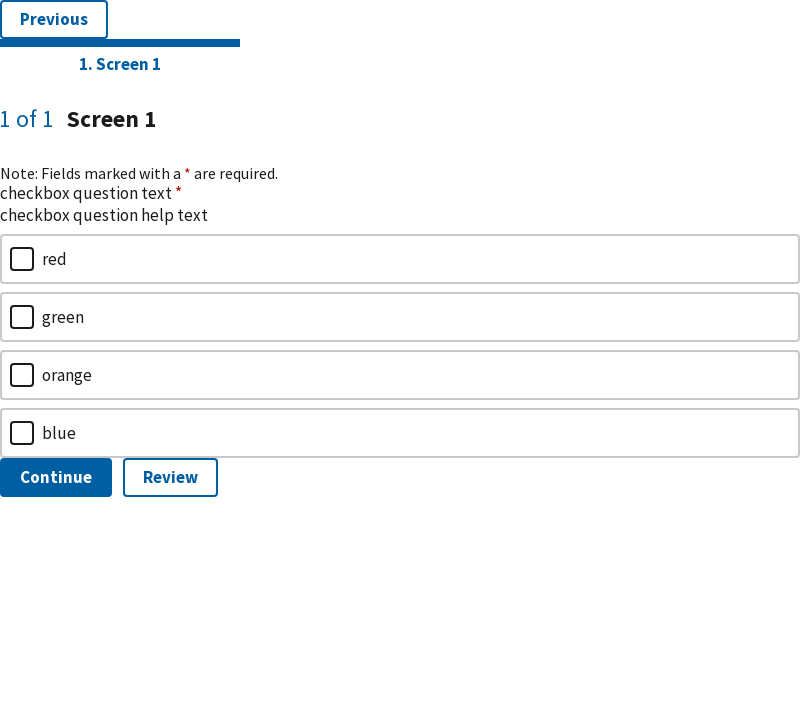 Previous
1. Screen 1
1 of 1 Screen 1
Note: Fields marked with a * are required.
checkbox question text *
checkbox question help text
red
green
orange
blue
Continue
Review